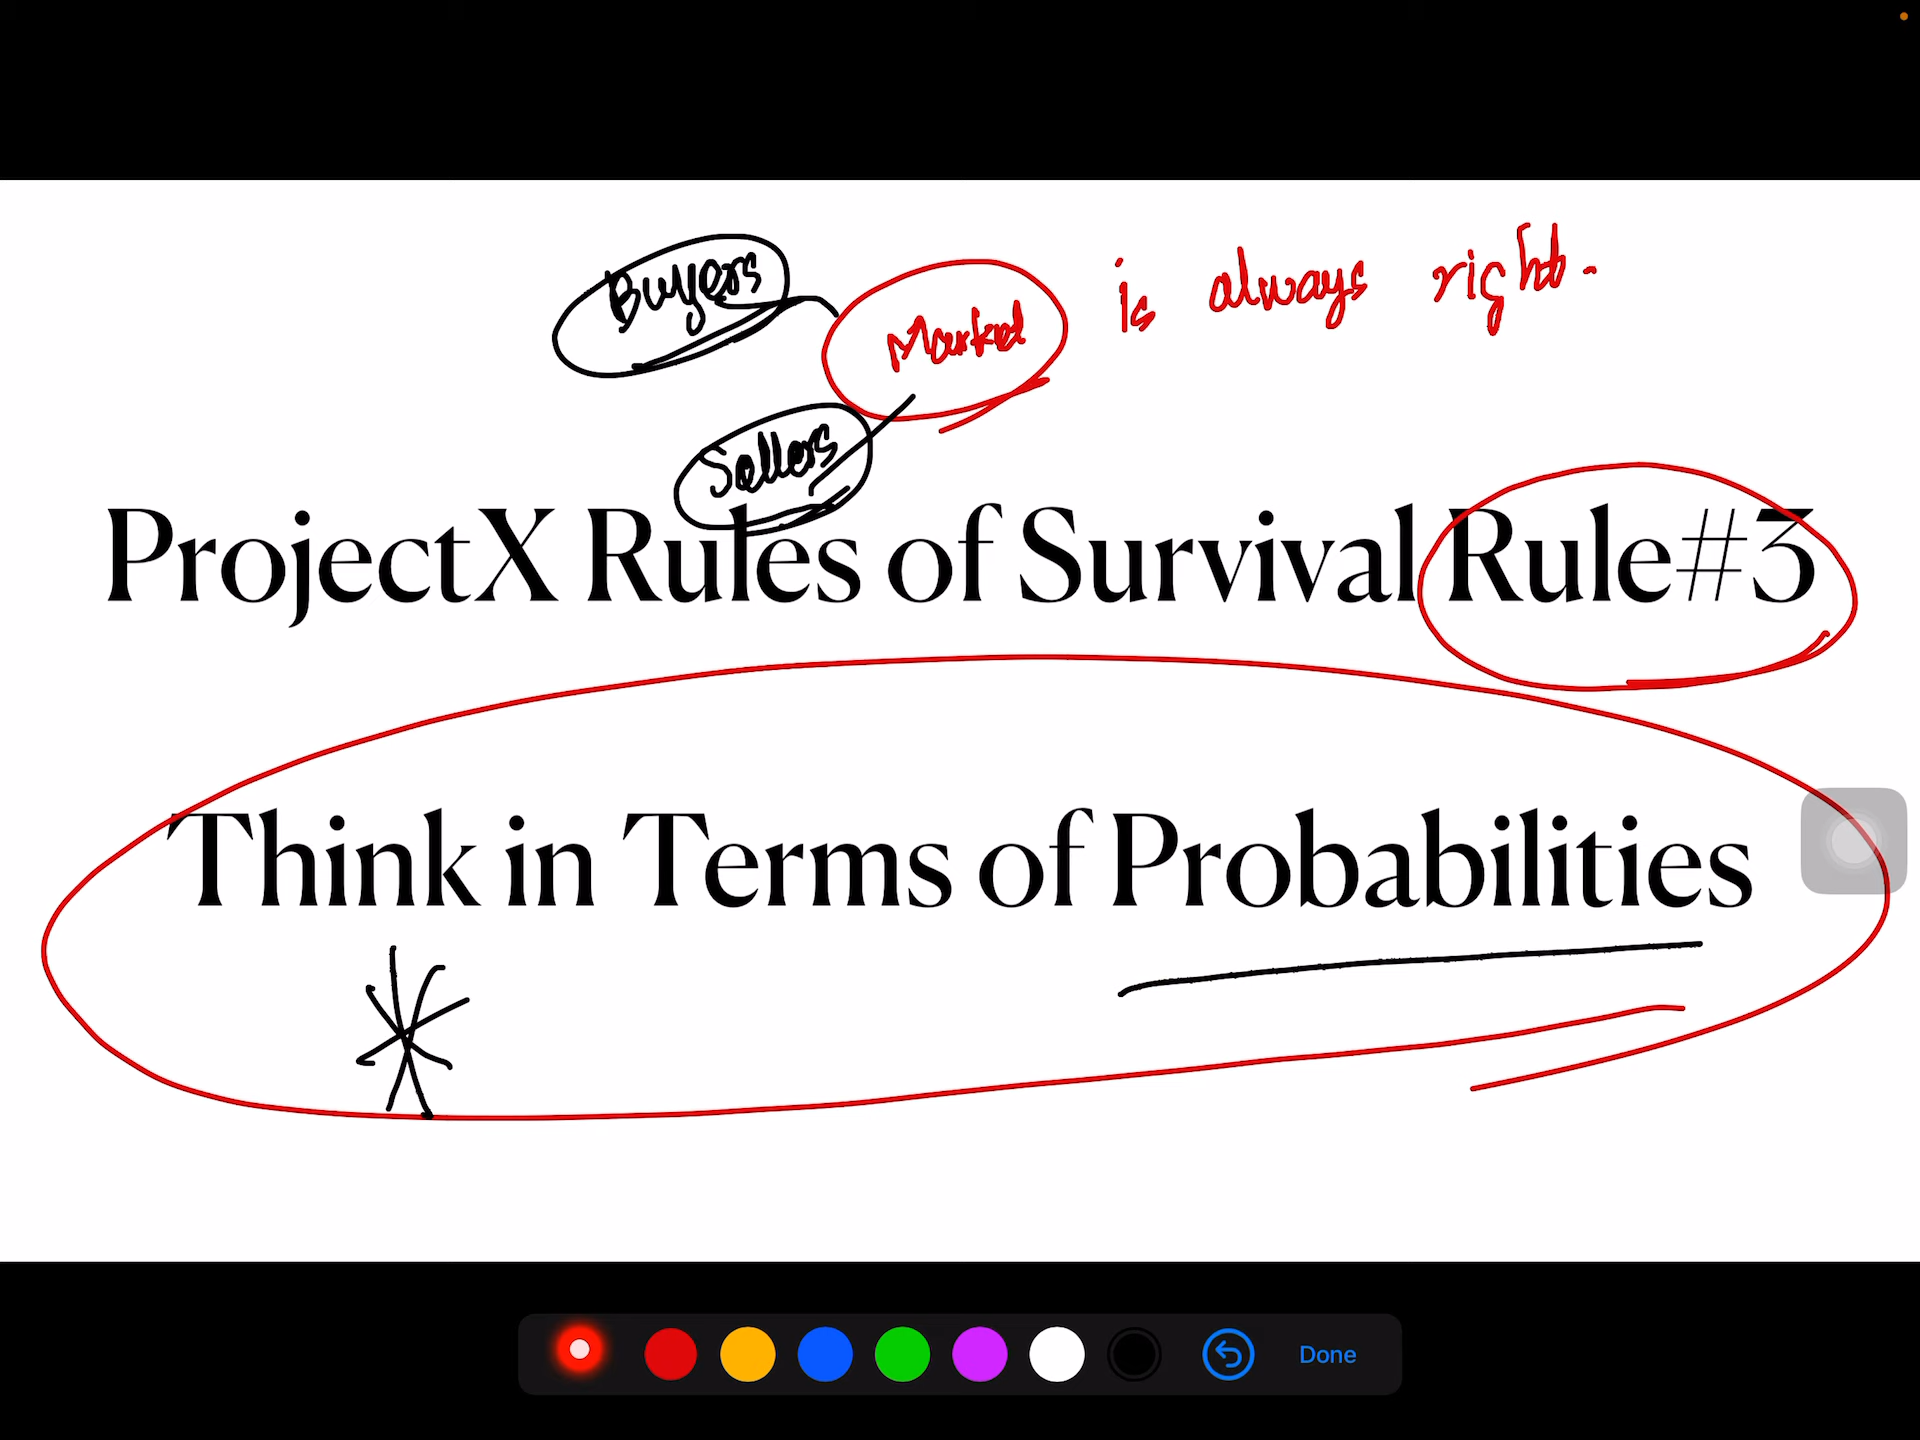 Buyers
Market is always right.
Sellers
ProjectX Rules of Survival Rule#3
Think in Terms of Probabilities
Done